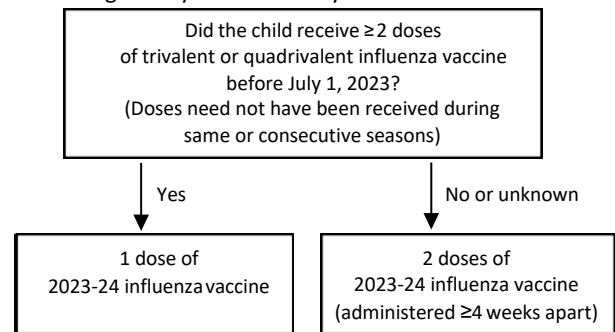 Did the child receive ≥2 doses
of trivalent or quadrivalent influenza vaccine
before July 1, 2023?
(Doses need not have been received during
same or consecutive seasons)
Yes
No or unknown
1 dose of
2023-24 influenza vaccine
2 doses of
2023-24 influenza vaccine
(administered ≥4 weeks apart)